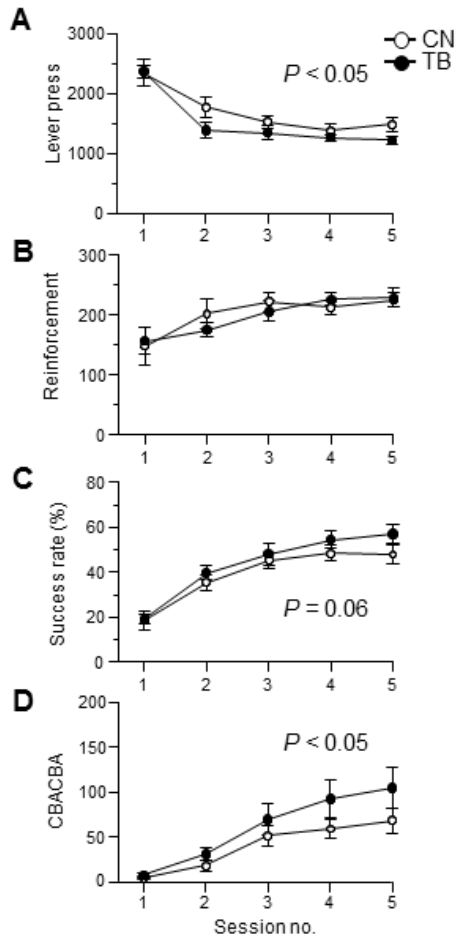 A
CN
TB
3000
2000
1000
0
Lever press
P < 0.05
1 2 3 4 5
B
300
200
100
0
Reinforcement
1 2 3 4 5
C
80
60
40
20
0
Success rate (%)
P = 0.06
1 2 3 4 5
D
200
150
100
50
0
CBACBA
P < 0.05
1 2 3 4 5
Session no.